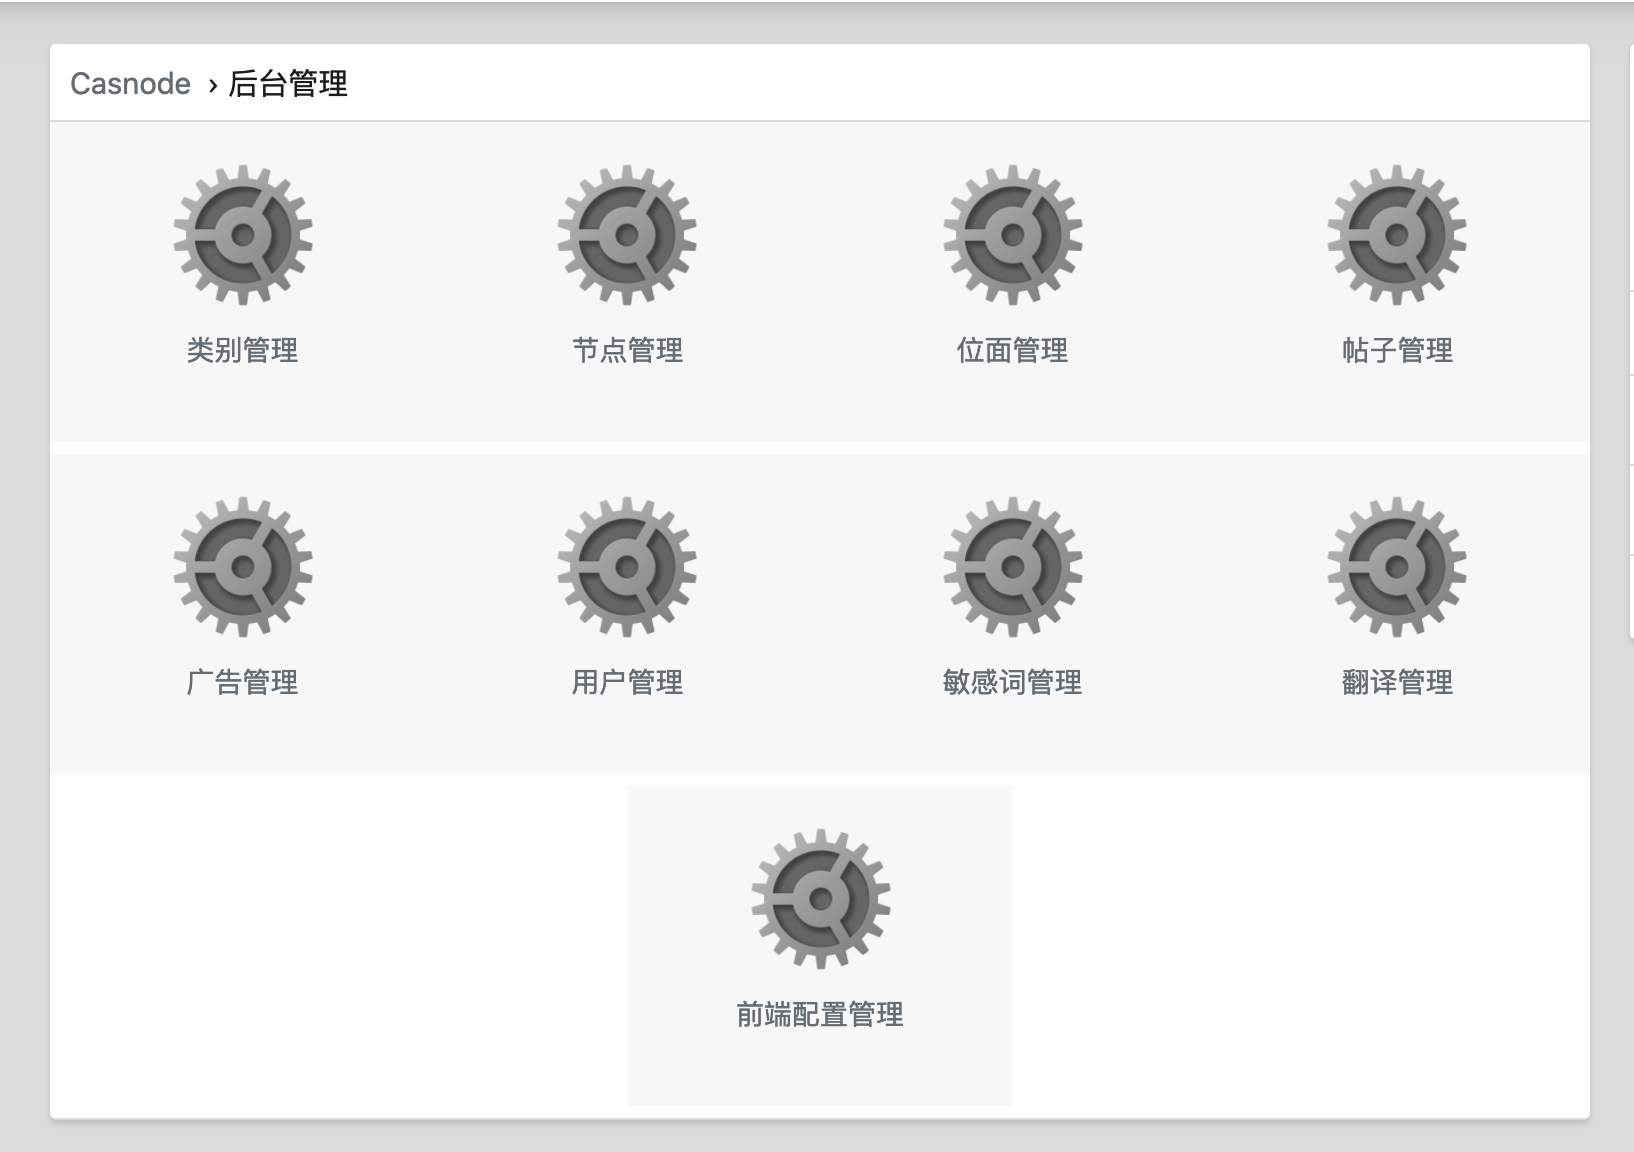 Casnode › 后台管理
类别管理 节点管理 位面管理 帖子管理
广告管理 用户管理 敏感词管理 翻译管理
前端配置管理